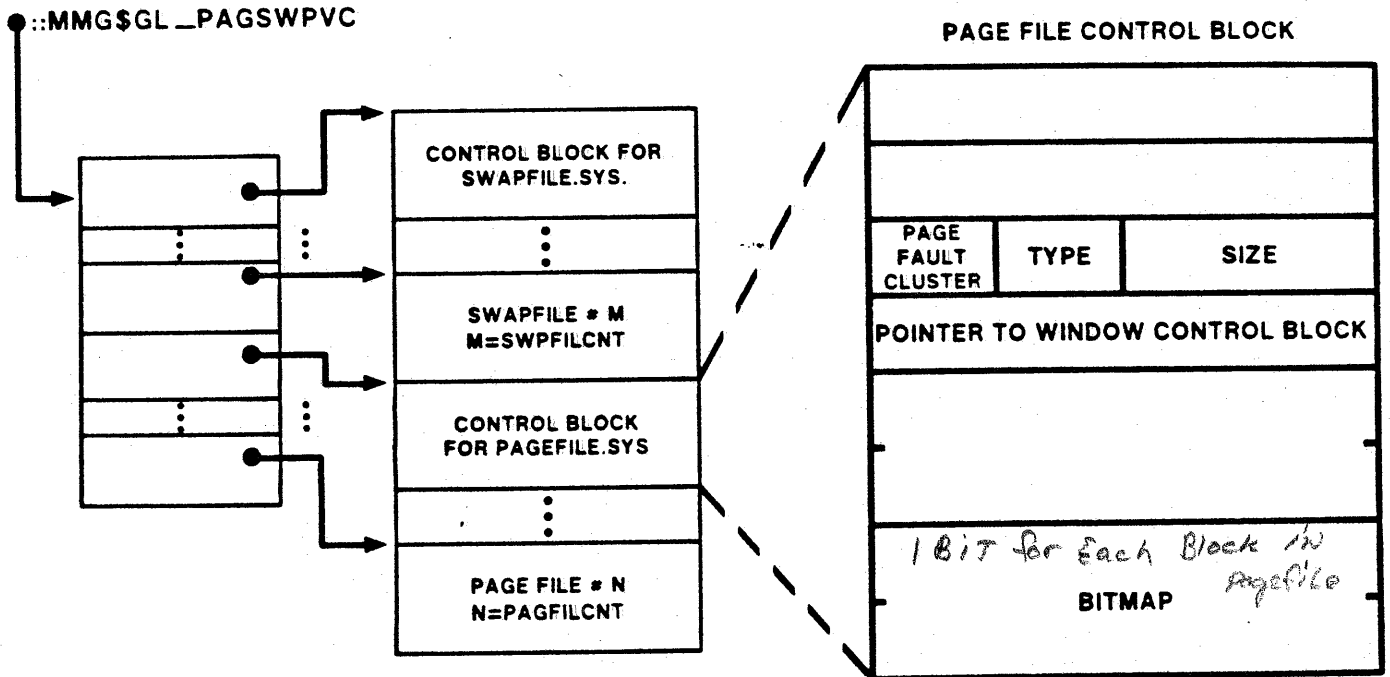 ::MMG$GL_PAGSWPVC
PAGE FILE CONTROL BLOCK
CONTROL BLOCK FOR
SWAPFILE.SYS.
SWAPFILE # M
M=SWPFILCNT
CONTROL BLOCK
FOR PAGEFILE.SYS
PAGE FILE # N
N=PAGFILCNT
PAGE
FAULT
CLUSTER
TYPE
SIZE
POINTER TO WINDOW CONTROL BLOCK
1 BiT for Each Block iN
Pagefile
BITMAP